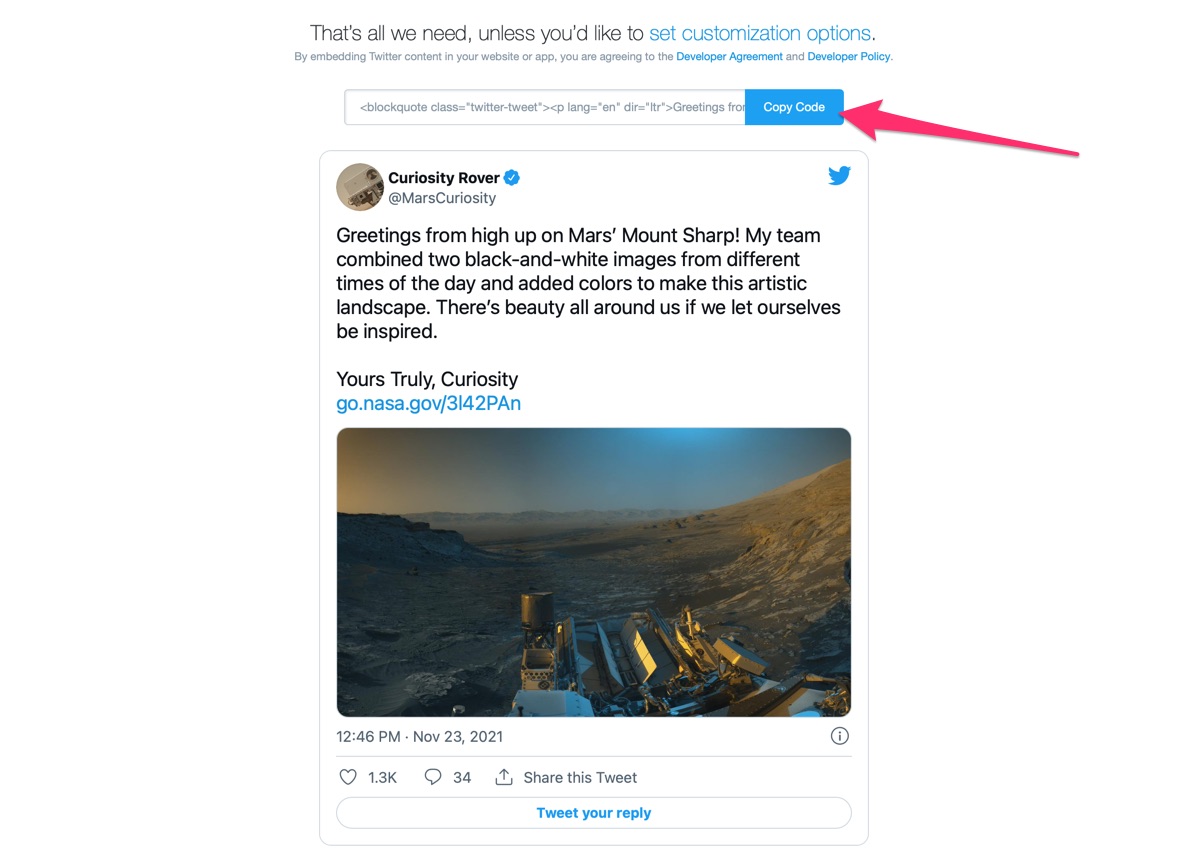 That's all we need, unless you'd like to set customization options.
By embedding Twitter content in your website or app, you are agreeing to the Developer Agreement and Developer Policy.
<blockquote class="twitter-tweet"><p lang="en" dir="ltr">Greetings fror
Copy Code
Curiosity Rover
@MarsCuriosity
Greetings from high up on Mars’ Mount Sharp! My team
combined two black-and-white images from different
times of the day and added colors to make this artistic
landscape. There’s beauty all around us if we let ourselves
be inspired.
Yours Truly, Curiosity
go.nasa.gov/3l42PAn
12:46 PM · Nov 23, 2021
1.3K 34 Share this Tweet
Tweet your reply